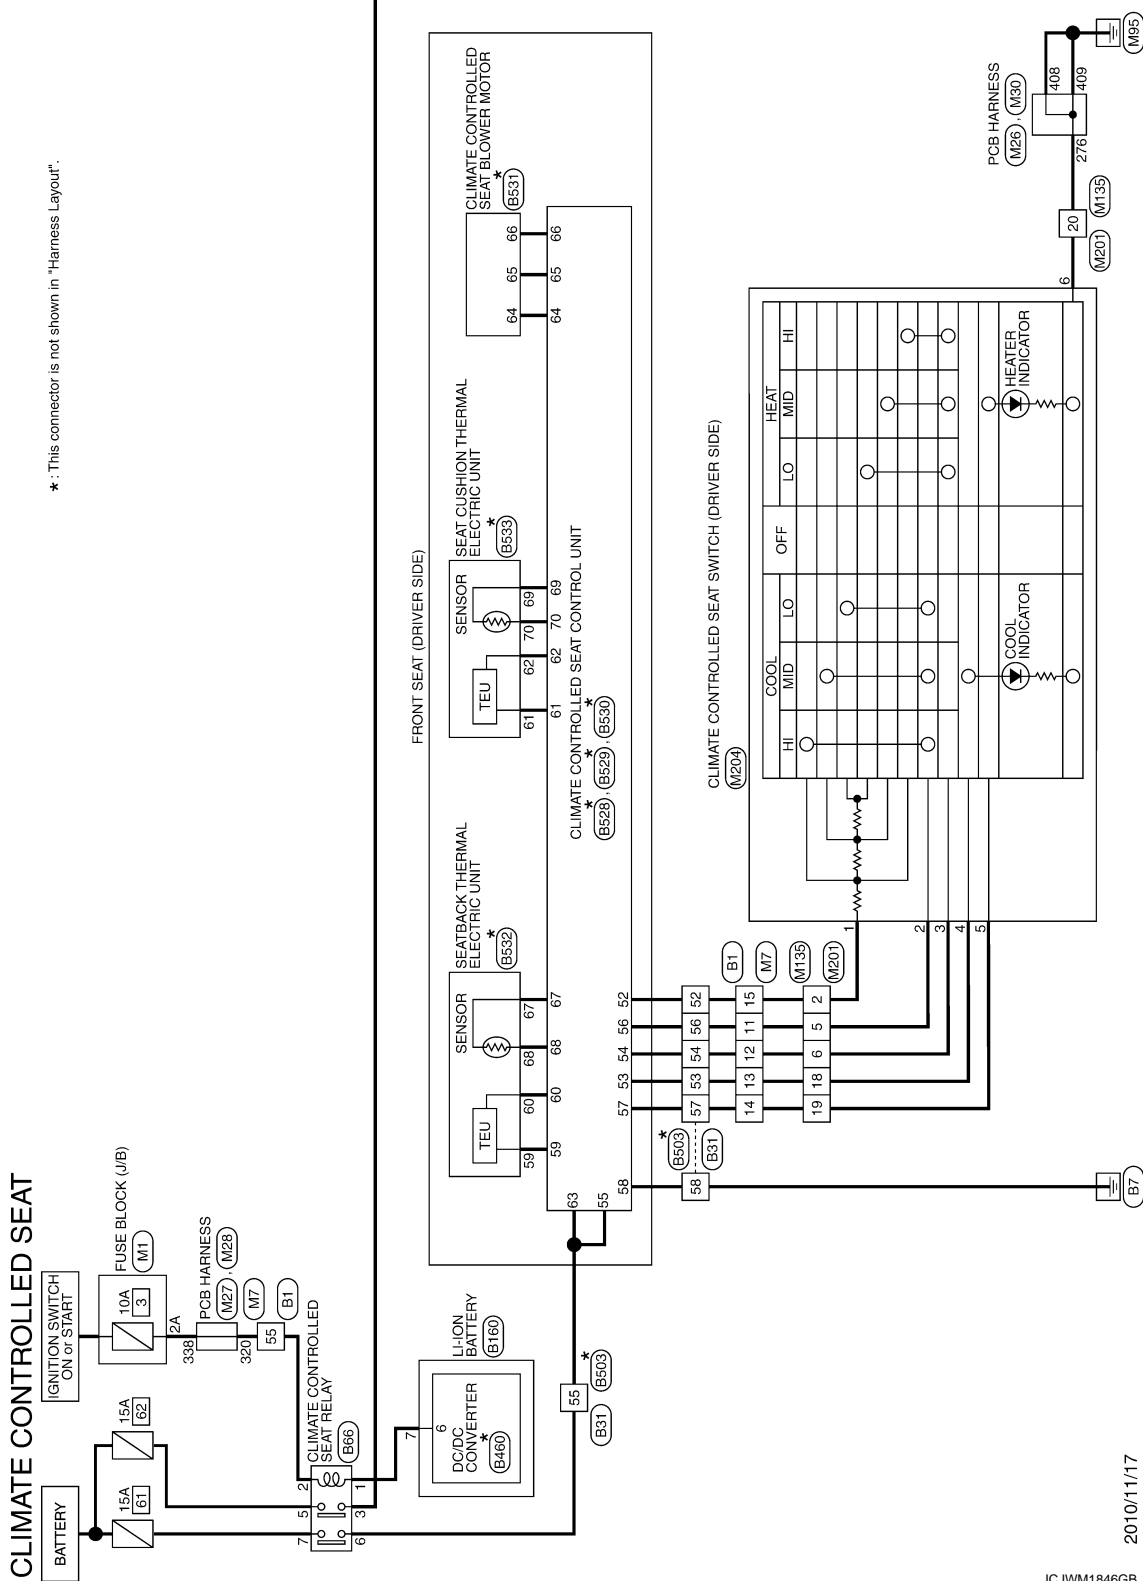 CLIMATE CONTROLLED SEAT
* : This connector is not shown in "Harness Layout".
BATTERY
IGNITION SWITCH
ON or START
15A
61
15A
62
10A
3
FUSE BLOCK (J/B)
M1
2A
338
PCB HARNESS
M27 , M28
320
M7
55
B1
CLIMATE CONTROLLED
SEAT RELAY
B66
7
5
2
6
3
1
LI-ION
BATTERY
B160
7
6
DC/DC
CONVERTER
*
B460
55
B31
*
B503
FRONT SEAT (DRIVER SIDE)
SEATBACK THERMAL
ELECTRIC UNIT
*
B532
TEU
SENSOR
59
60
68
67
59
60
68
67
SEAT CUSHION THERMAL
ELECTRIC UNIT
*
B533
TEU
SENSOR
61
62
70
69
61
62
70
69
CLIMATE CONTROLLED
SEAT BLOWER MOTOR
*
B531
64
65
66
64
65
66
CLIMATE CONTROLLED SEAT CONTROL UNIT
* * *
B528 , B529 , B530
63
55
58
57
53
54
56
52
58
*
B503
B31
57
53
54
56
52
14
13
12
11
15
B1
M7
19
18
6
5
2
M135
M201
B7
CLIMATE CONTROLLED SEAT SWITCH (DRIVER SIDE)
M204
1
2
3
4
5
COOL
OFF
HEAT
HI
MID
LO
LO
MID
HI
COOL
INDICATOR
HEATER
INDICATOR
6
20
M201
M135
PCB HARNESS
M26 , M30
276
408
409
M95
2010/11/17
JCJWM1846GB